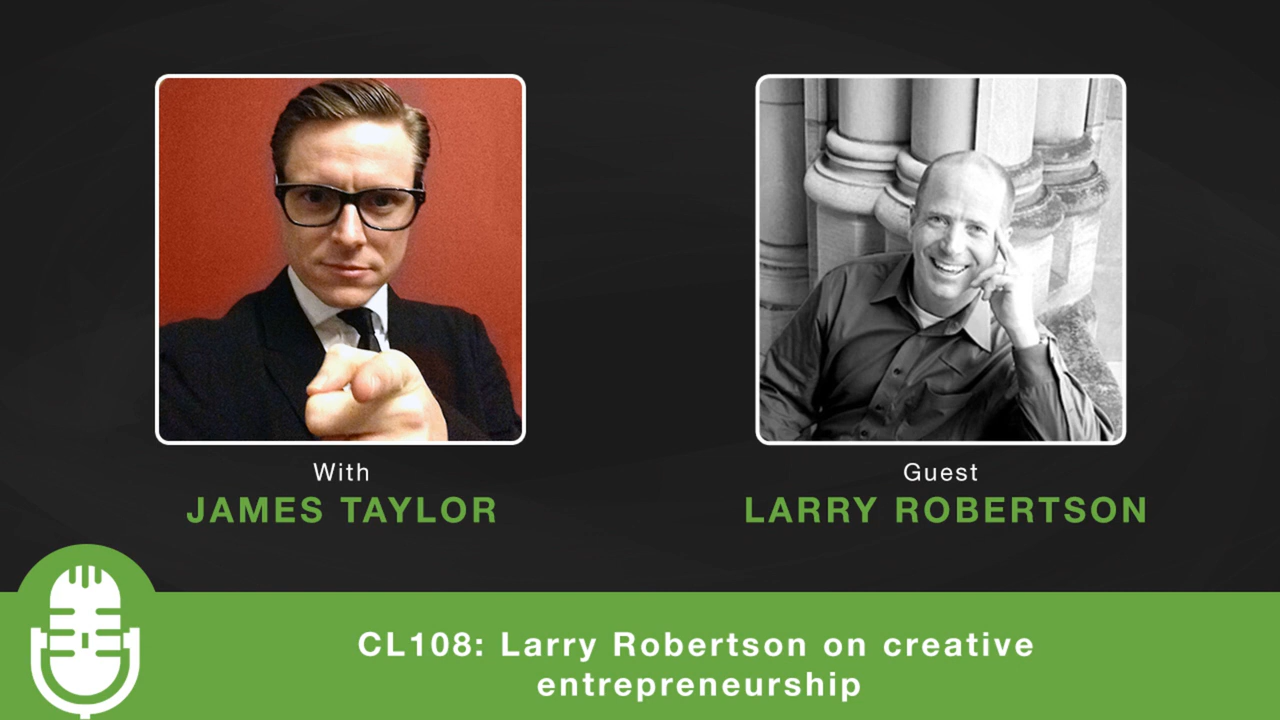 With
JAMES TAYLOR
Guest
LARRY ROBERTSON
CL108: Larry Robertson on creative
entrepreneurship